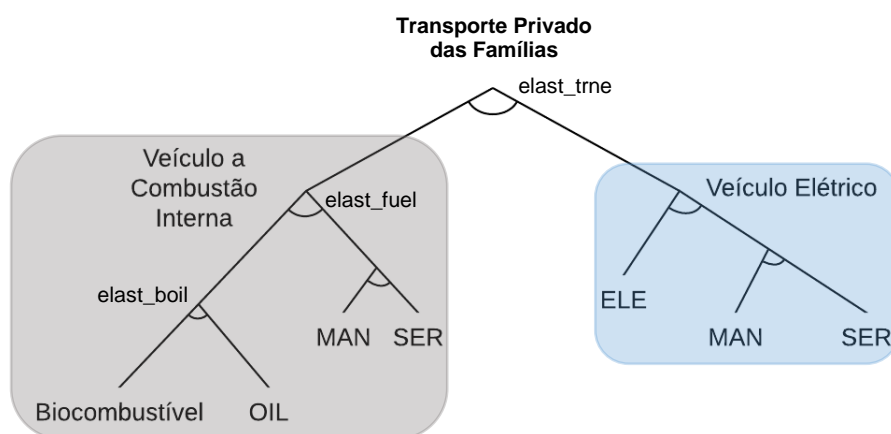 Transporte Privado
das Famílias
elast_trne
Veículo a
Combustão
Interna
Veículo Elétrico
elast_fuel
elast_boil
ELE
MAN SER
MAN
SER
Biocombustível
OIL